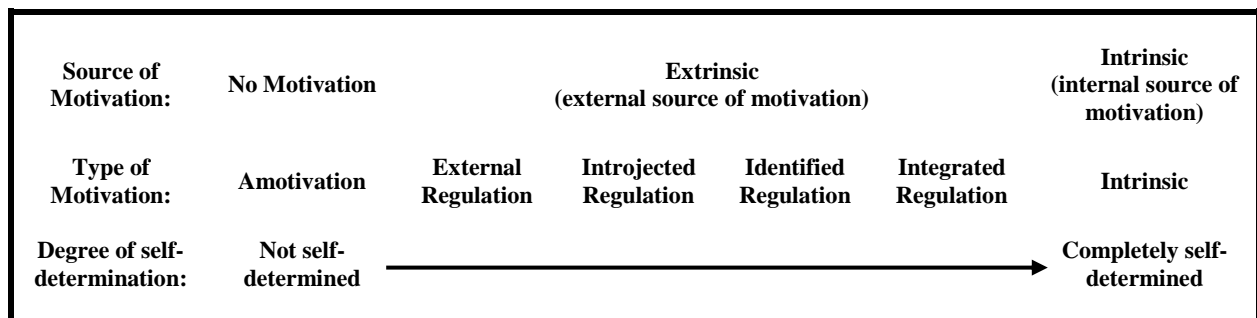 Source of
Motivation:
No Motivation
Extrinsic
(external source of motivation)
Intrinsic
(internal source of
motivation)
Type of
Motivation:
Amotivation
External
Regulation
Introjected
Regulation
Identified
Regulation
Integrated
Regulation
Intrinsic
Degree of self-
determination:
Not self-
determined
Completely self-
determined